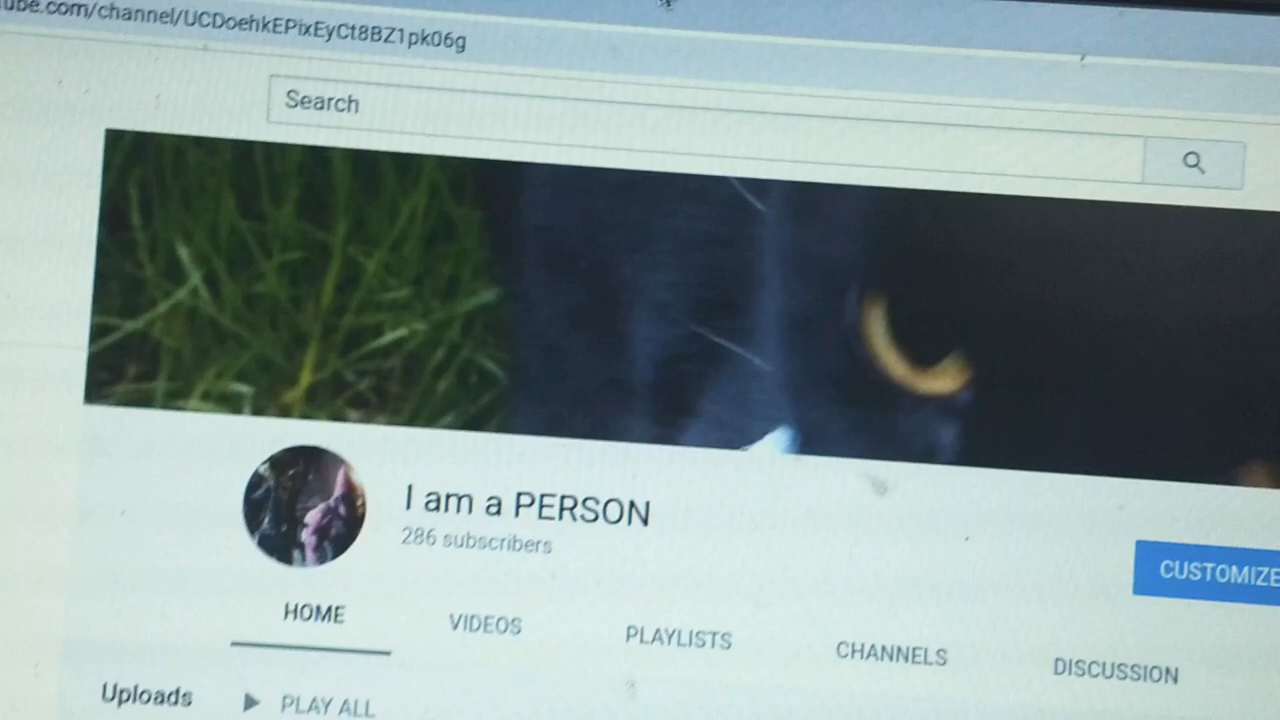 ube.com/channel/UCDoehkEPixEyCt8BZ1pk06g
Search
I am a PERSON
286 subscribers
CUSTOMIZE
HOME
VIDEOS
PLAYLISTS
CHANNELS
DISCUSSION
Uploads
PLAY ALL